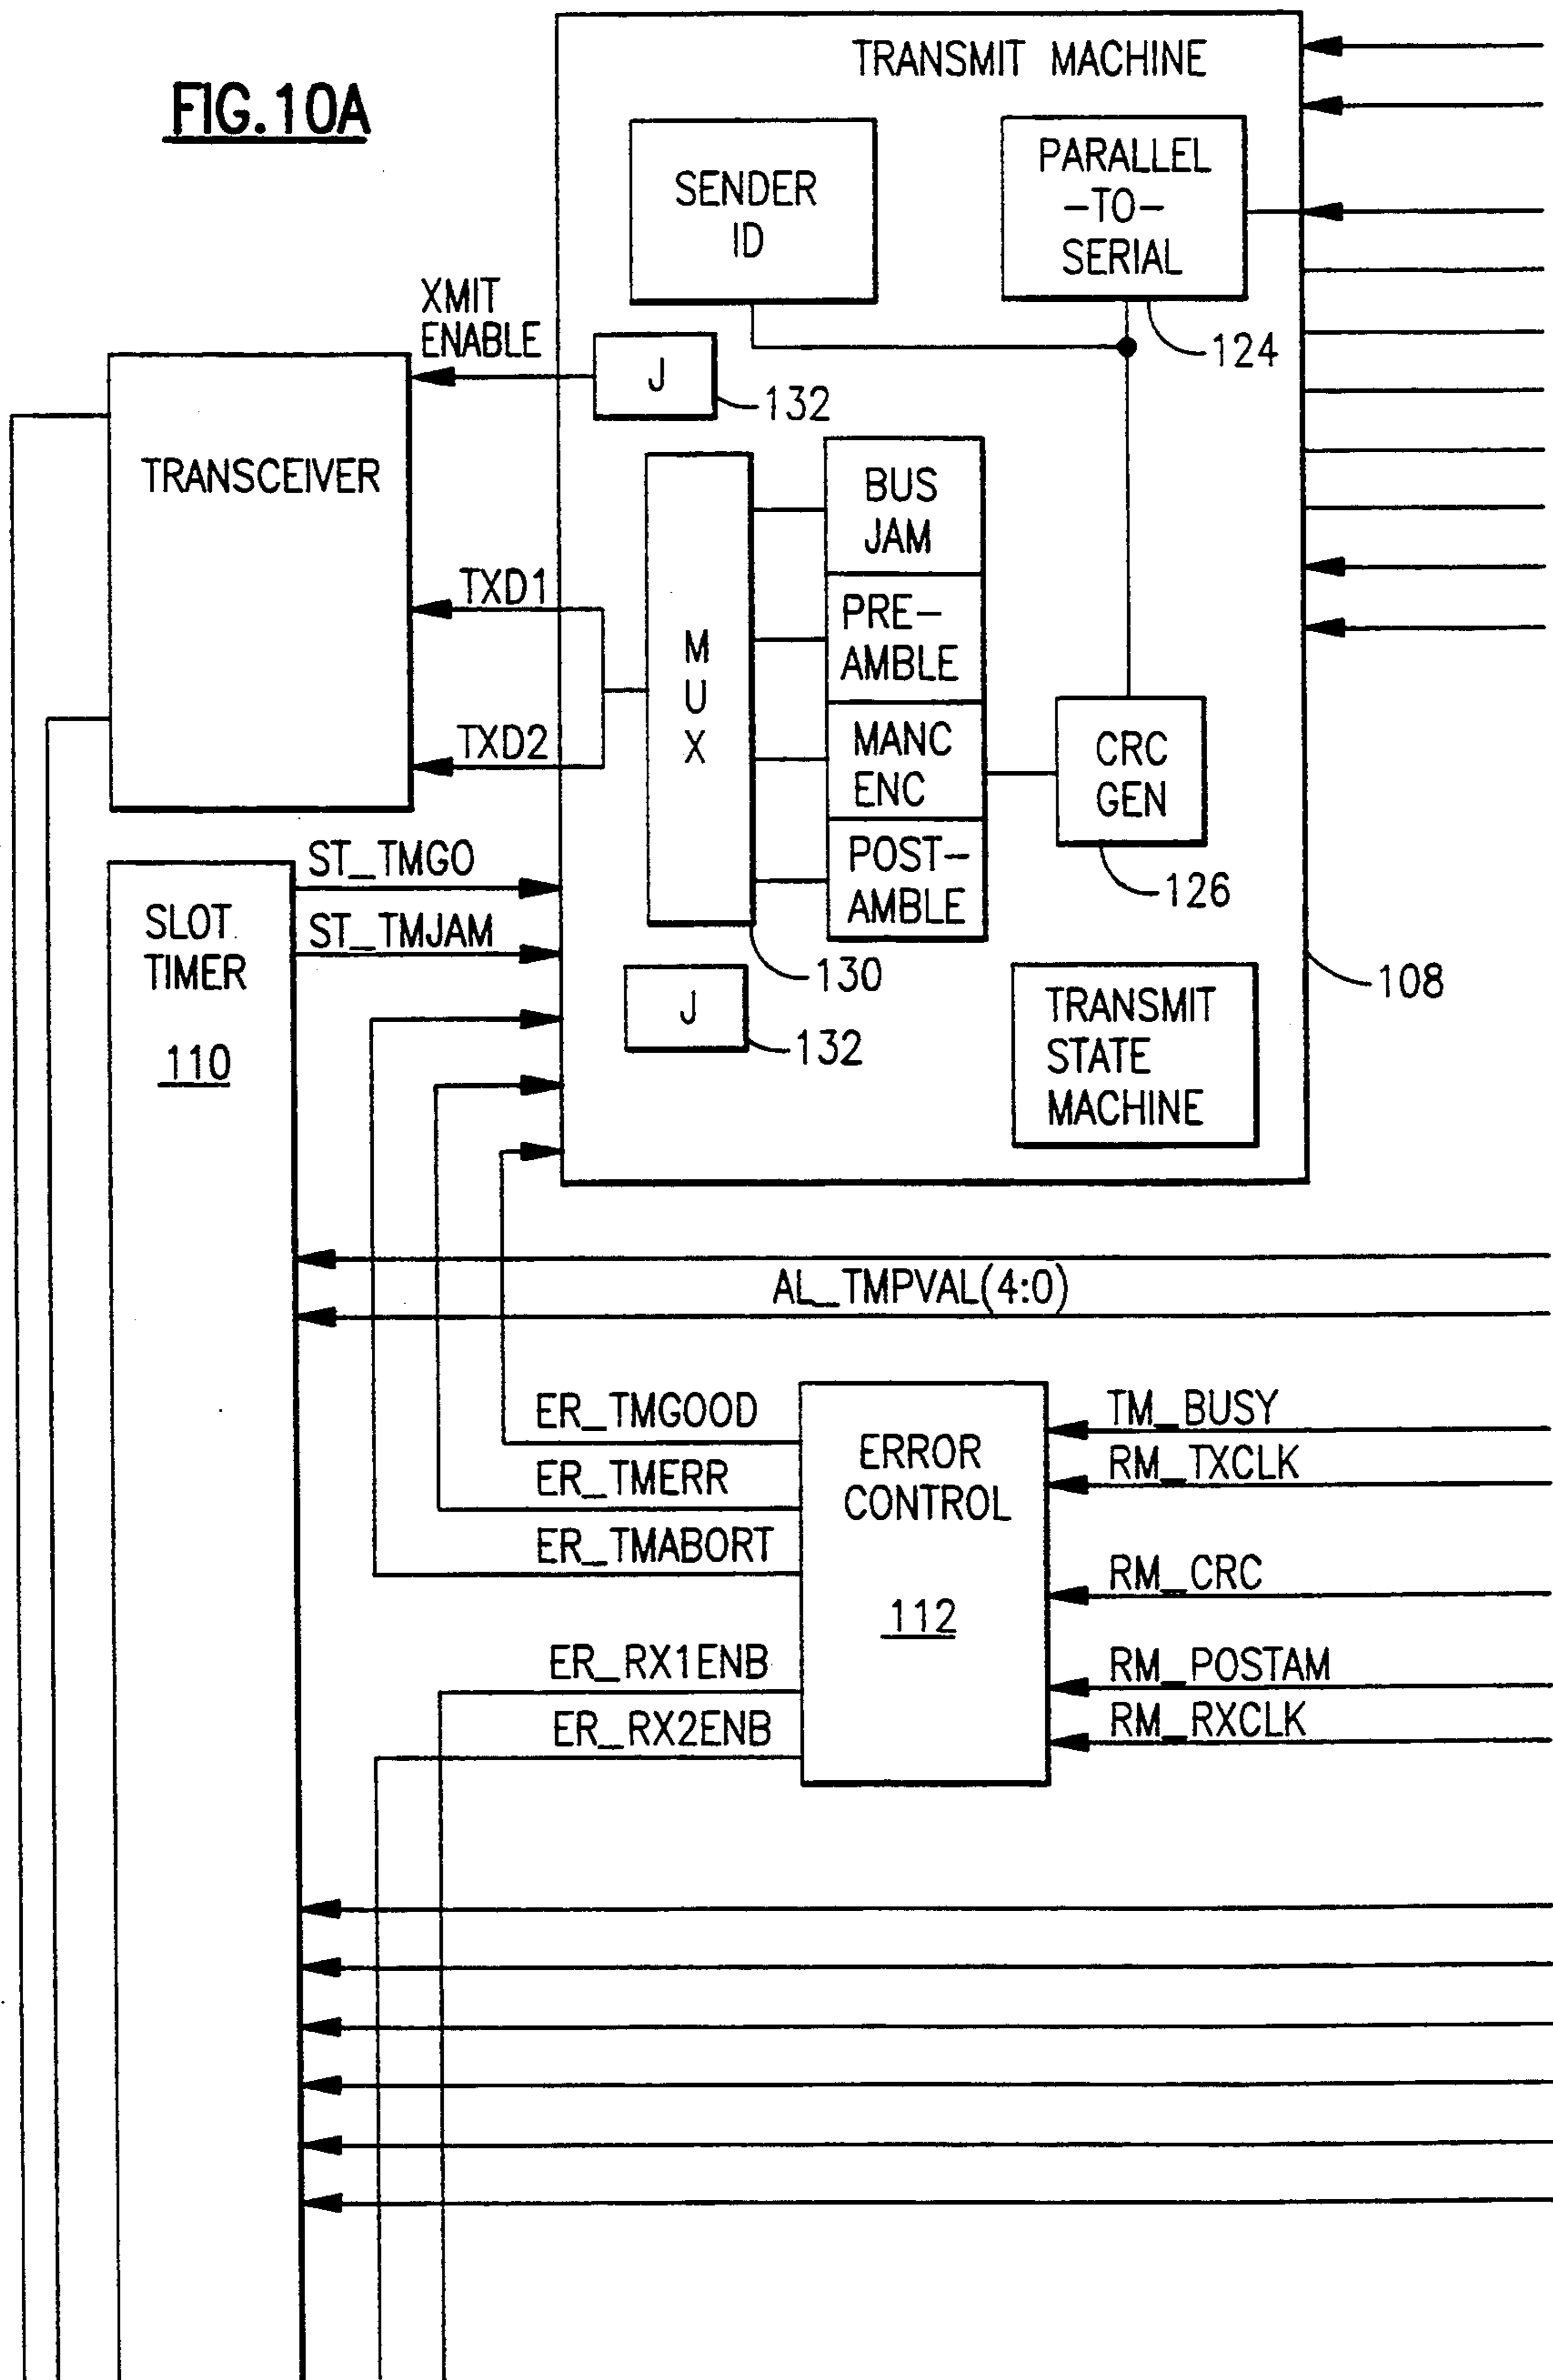 FIG.10A
TRANSMIT MACHINE
SENDER
ID
PARALLEL
-TO-
SERIAL
124
XMIT
ENABLE
J
132
TRANSCEIVER
TXD1
TXD2
M
U
X
130
BUS
JAM
PRE-
AMBLE
MANC
ENC
POST-
AMBLE
CRC
GEN
126
108
J
132
TRANSMIT
STATE
MACHINE
SLOT
TIMER
110
ST_TMGO
ST_TMJAM
AL_TMPVAL(4:0)
ER_TMGOOD
ER_TMERR
ER_TMABORT
ER_RX1ENB
ER_RX2ENB
ERROR
CONTROL
112
TM_BUSY
RM_TXCLK
RM_CRC
RM_POSTAM
RM_RXCLK